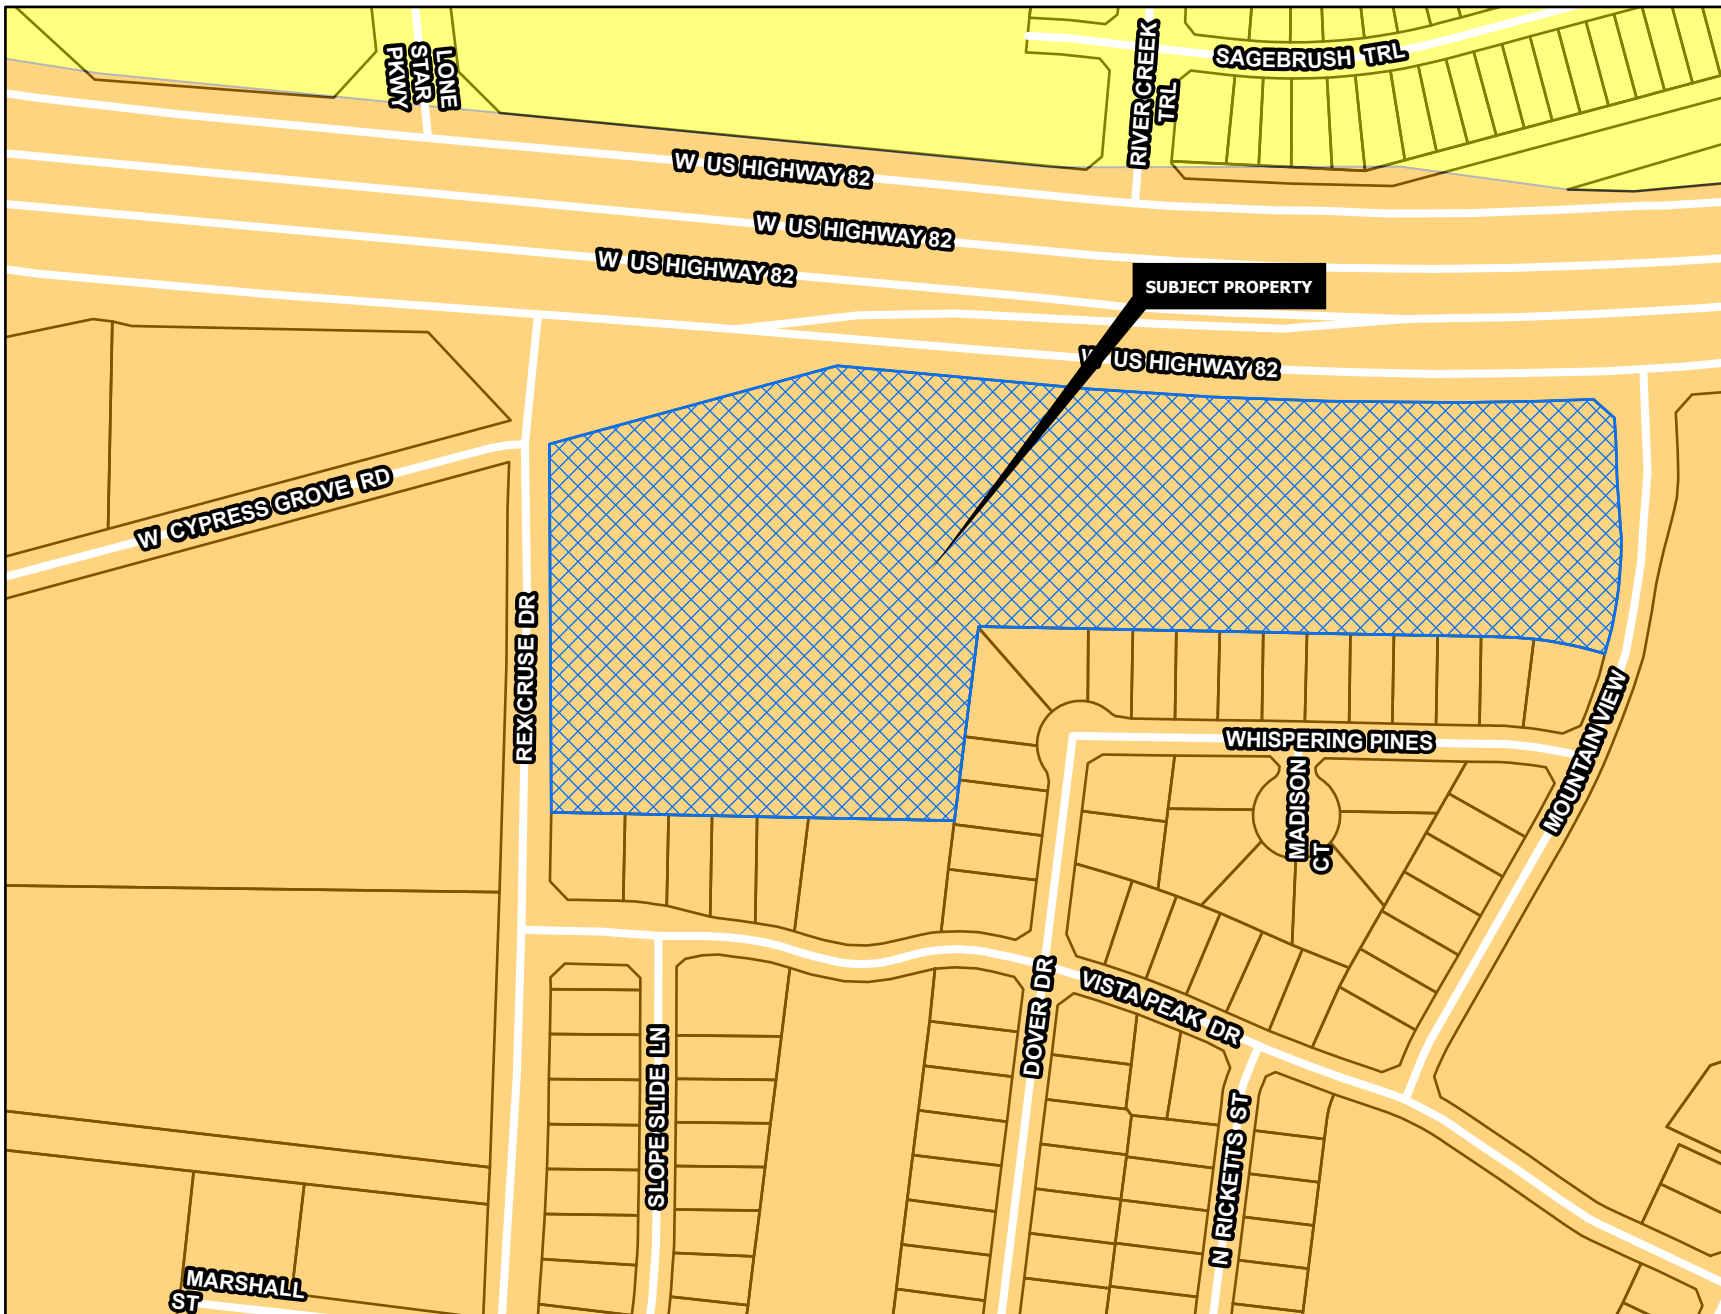 LONE
STAR
PKWY
RIVERCREEK
TRL
SAGEBRUSH TRL
W US HIGHWAY 82
W US HIGHWAY 82
W US HIGHWAY 82
SUBJECT PROPERTY
W US HIGHWAY 82
W CYPRESS GROVE RD
REX CRUSE DR
WHISPERING PINES
MADISON
CT
MOUNTAIN VIEW
DOVER DR
VISTA PEAK DR
SLOPE SLIDE LN
N RICKETTS ST
MARSHALL
ST